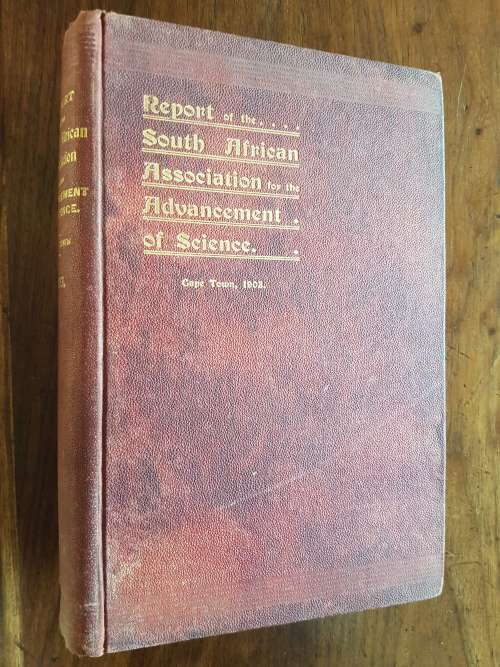 Report of the . . . .
South African
Association for the
Advancement .
of Science. .
Cape Town, 1903.